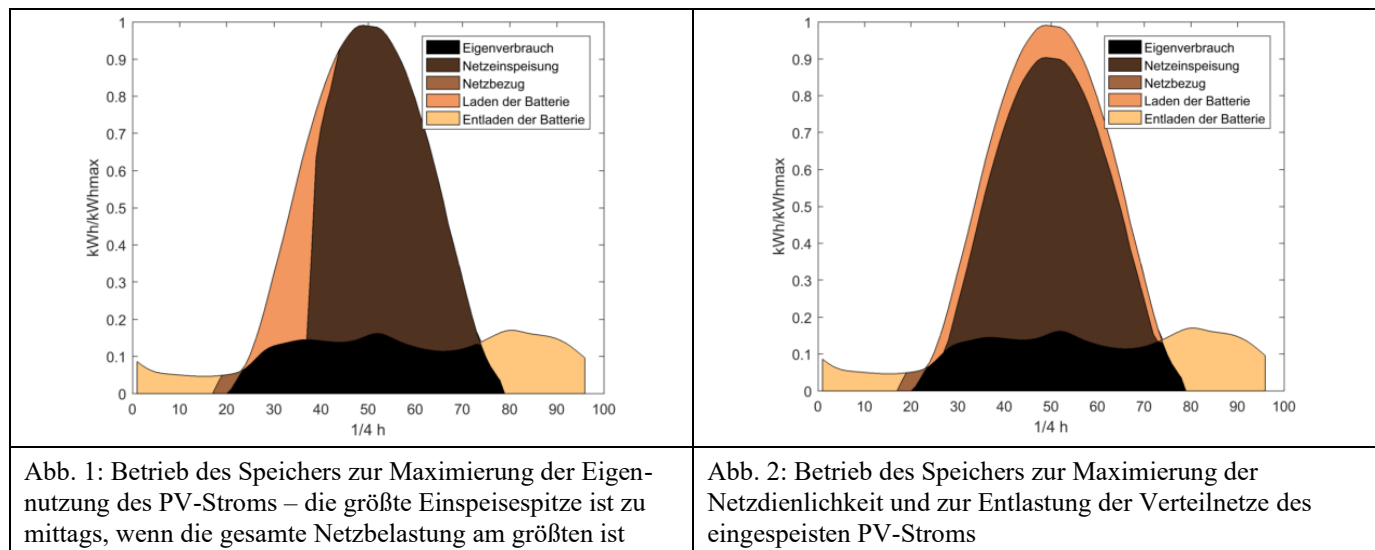 1
0.9
0.8
0.7
0.6
0.5
0.4
0.3
0.2
0.1
0
kWh/kWhmax
0 10 20 30 40 50 60 70 80 90 100
1/4 h
Eigenverbrauch
Netzeinspeisung
Netzbezug
Laden der Batterie
Entladen der Batterie
Abb. 1: Betrieb des Speichers zur Maximierung der Eigen-
nutzung des PV-Stroms – die größte Einspeisespitze ist zu
mittags, wenn die gesamte Netzbelastung am größten ist
1
0.9
0.8
0.7
0.6
0.5
0.4
0.3
0.2
0.1
0
kWh/kWhmax
0 10 20 30 40 50 60 70 80 90 100
1/4 h
Eigenverbrauch
Netzeinspeisung
Netzbezug
Laden der Batterie
Entladen der Batterie
Abb. 2: Betrieb des Speichers zur Maximierung der
Netzdienlichkeit und zur Entlastung der Verteilnetze des
eingespeisten PV-Stroms